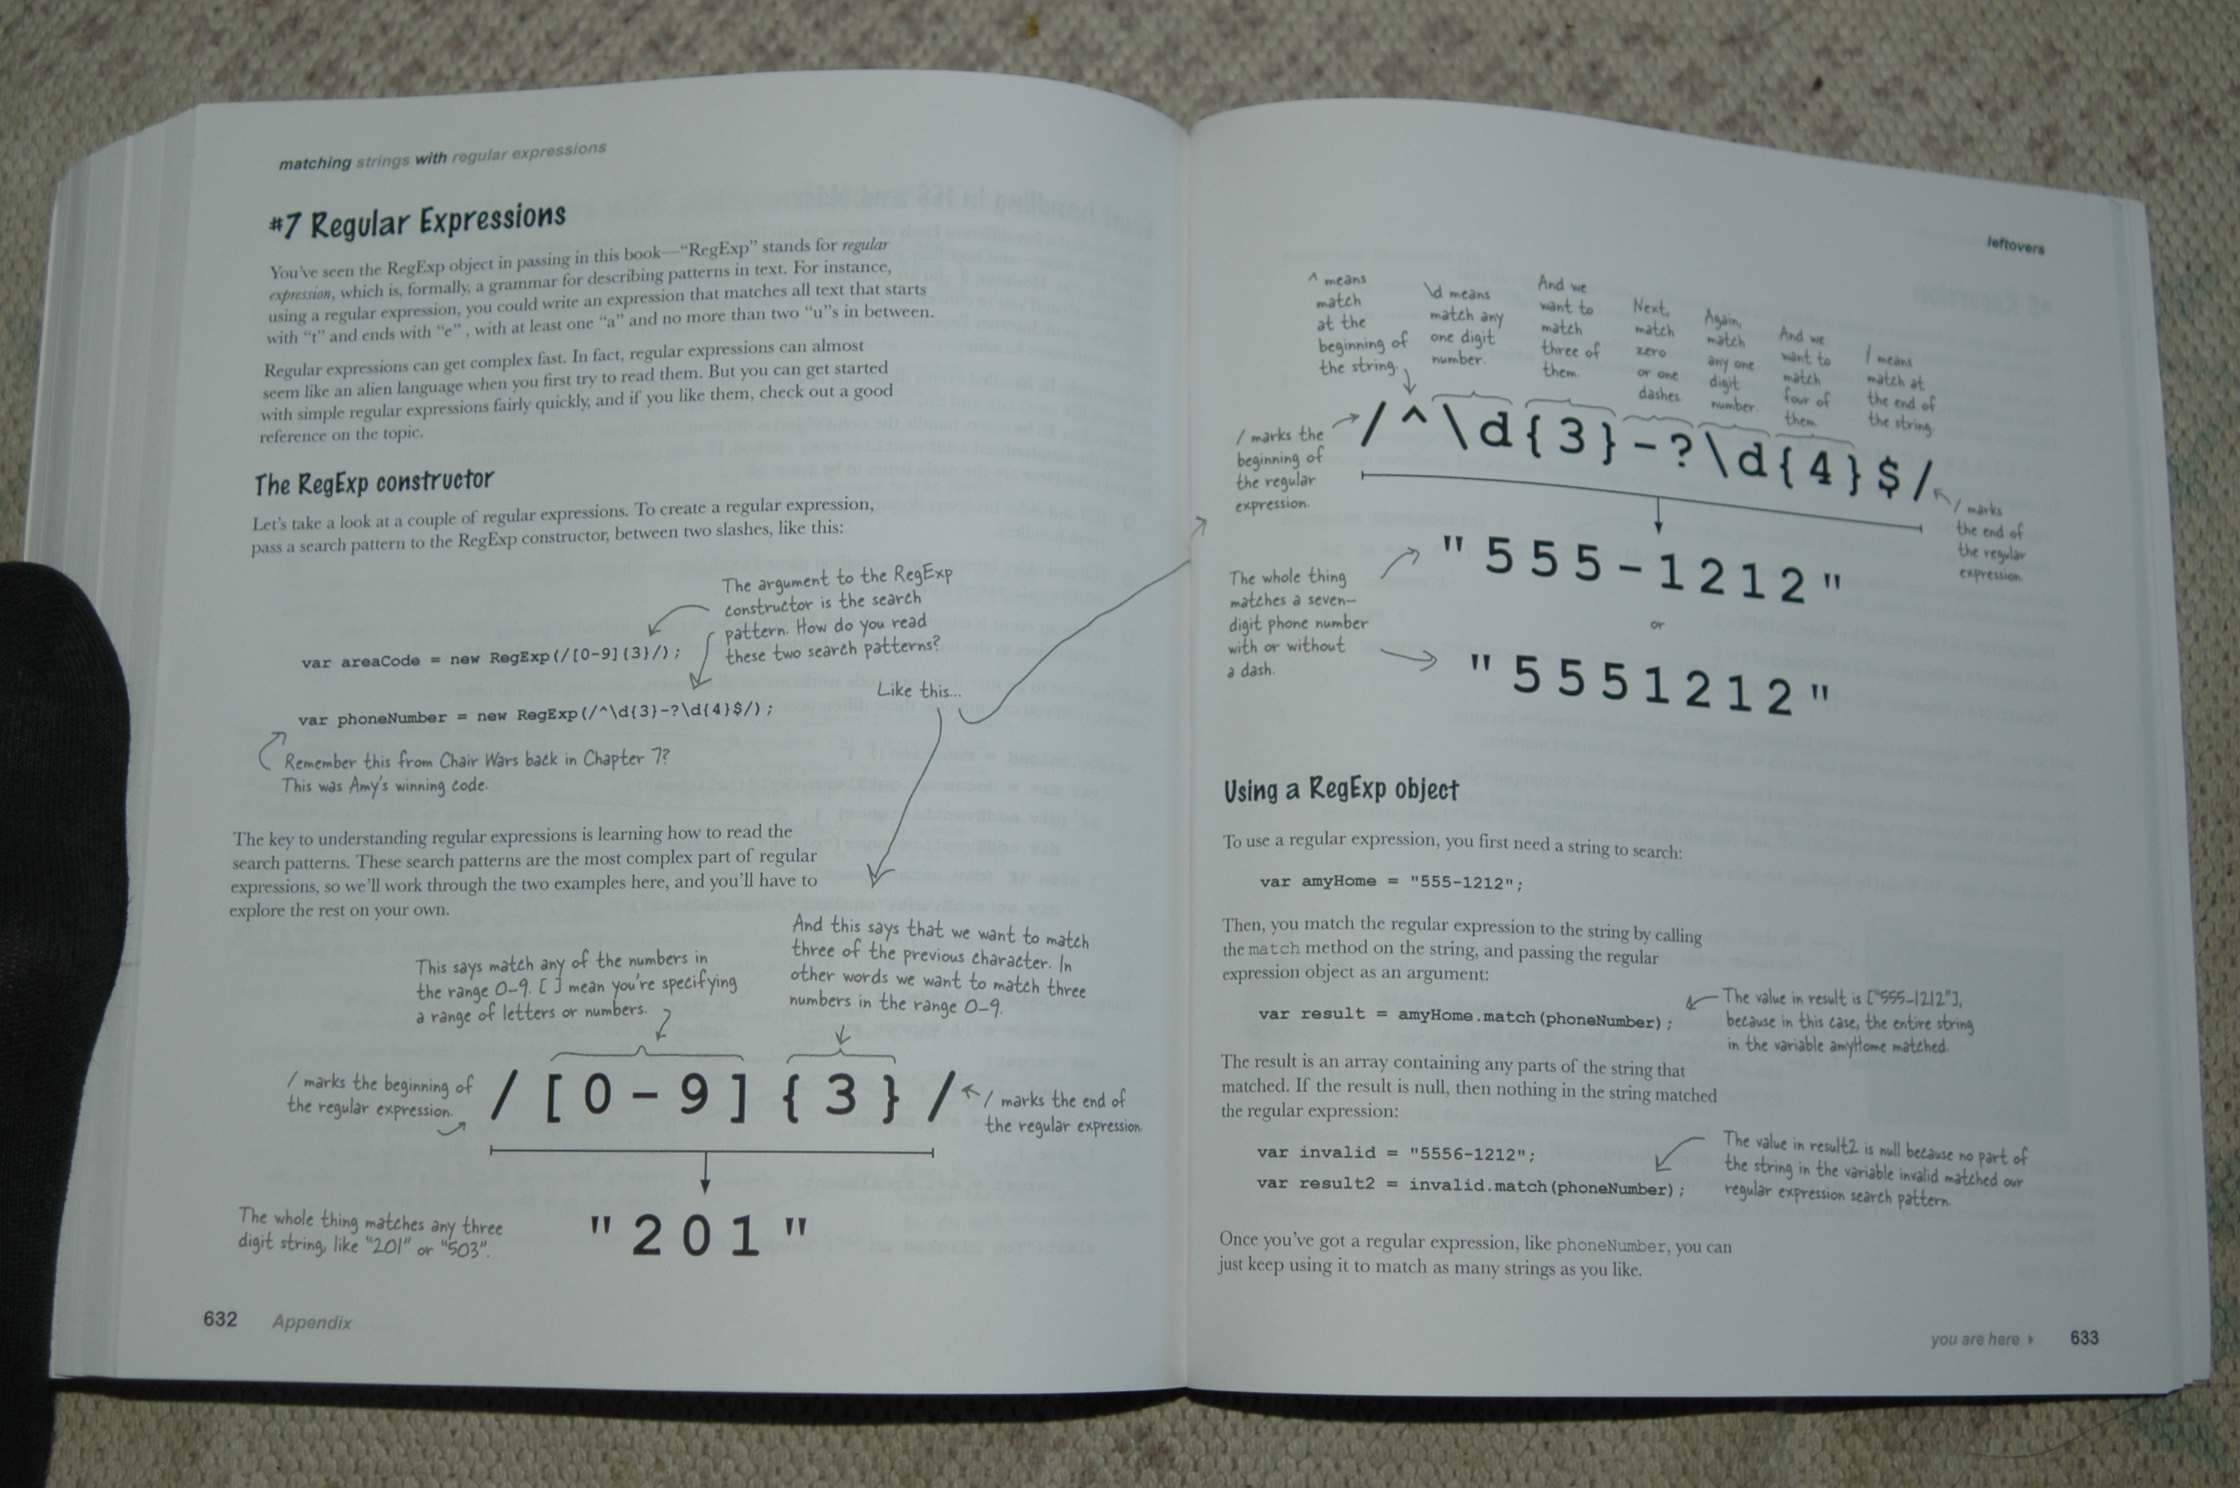 matching strings with regular expressions
#7 Regular Expressions
You've seen the RegExp object in passing in this book—"RegExp" stands for regular
expression, which is, formally, a grammar for describing patterns in text. For instance,
using a regular expression, you could write an expression that matches all text that starts
with "t" and ends with "e", with at least one "a" and no more than two "u"s in between.
Regular expressions can get complex fast. In fact, regular expressions can almost
seem like an alien language when you first try to read them. But you can get started
with simple regular expressions fairly quickly, and if you like them, check out a good
reference on the topic.
The RegExp constructor
Let's take a look at a couple of regular expressions. To create a regular expression,
pass a search pattern to the RegExp constructor, between two slashes, like this:
The argument to the RegExp
constructor is the search
pattern. How do you read
these two search patterns?
var areaCode = new RegExp(/[0-9]{3}/);
var phoneNumber = new RegExp(/^\d{3}-?\d{4}$/);
Like this...
Remember this from Chair Wars back in Chapter 7?
This was Amy's winning code.
The key to understanding regular expressions is learning how to read the
search patterns. These search patterns are the most complex part of regular
expressions, so we'll work through the two examples here, and you'll have to
explore the rest on your own.
This says match any of the numbers in
the range 0-9. [ ] mean you're specifying
a range of letters or numbers.
And this says that we want to match
three of the previous character. In
other words we want to match three
numbers in the range 0-9.
/ marks the beginning of
the regular expression.
/[0-9]{3}/
/ marks the end of
the regular expression.
The whole thing matches any three
digit string, like "201" or "503".
"201"
632 Appendix
leftovers
^ means
match
at the
beginning of
the string.
\d means
match any
one digit
number.
And we
want to
match
three of
them.
Next,
match
zero
or one
dashes.
Again,
match
any one
digit
number.
And we
want to
match
four of
them.
/ means
match at
the end of
the string.
/ marks the
beginning of
the regular
expression.
/^\d{3}-?\d{4}$/
/ marks
the end of
the regular
expression.
The whole thing
matches a seven-
digit phone number
with or without
a dash.
"555-1212"
or
"5551212"
Using a RegExp object
To use a regular expression, you first need a string to search:
var amyHome = "555-1212";
Then, you match the regular expression to the string by calling
the match method on the string, and passing the regular
expression object as an argument:
var result = amyHome.match(phoneNumber);
The value in result is ["555-1212"],
because in this case, the entire string
in the variable amyHome matched.
The result is an array containing any parts of the string that
matched. If the result is null, then nothing in the string matched
the regular expression:
var invalid = "5556-1212";
var result2 = invalid.match(phoneNumber);
The value in result2 is null because no part of
the string in the variable invalid matched our
regular expression search pattern.
Once you've got a regular expression, like phoneNumber, you can
just keep using it to match as many strings as you like.
you are here ▸ 633